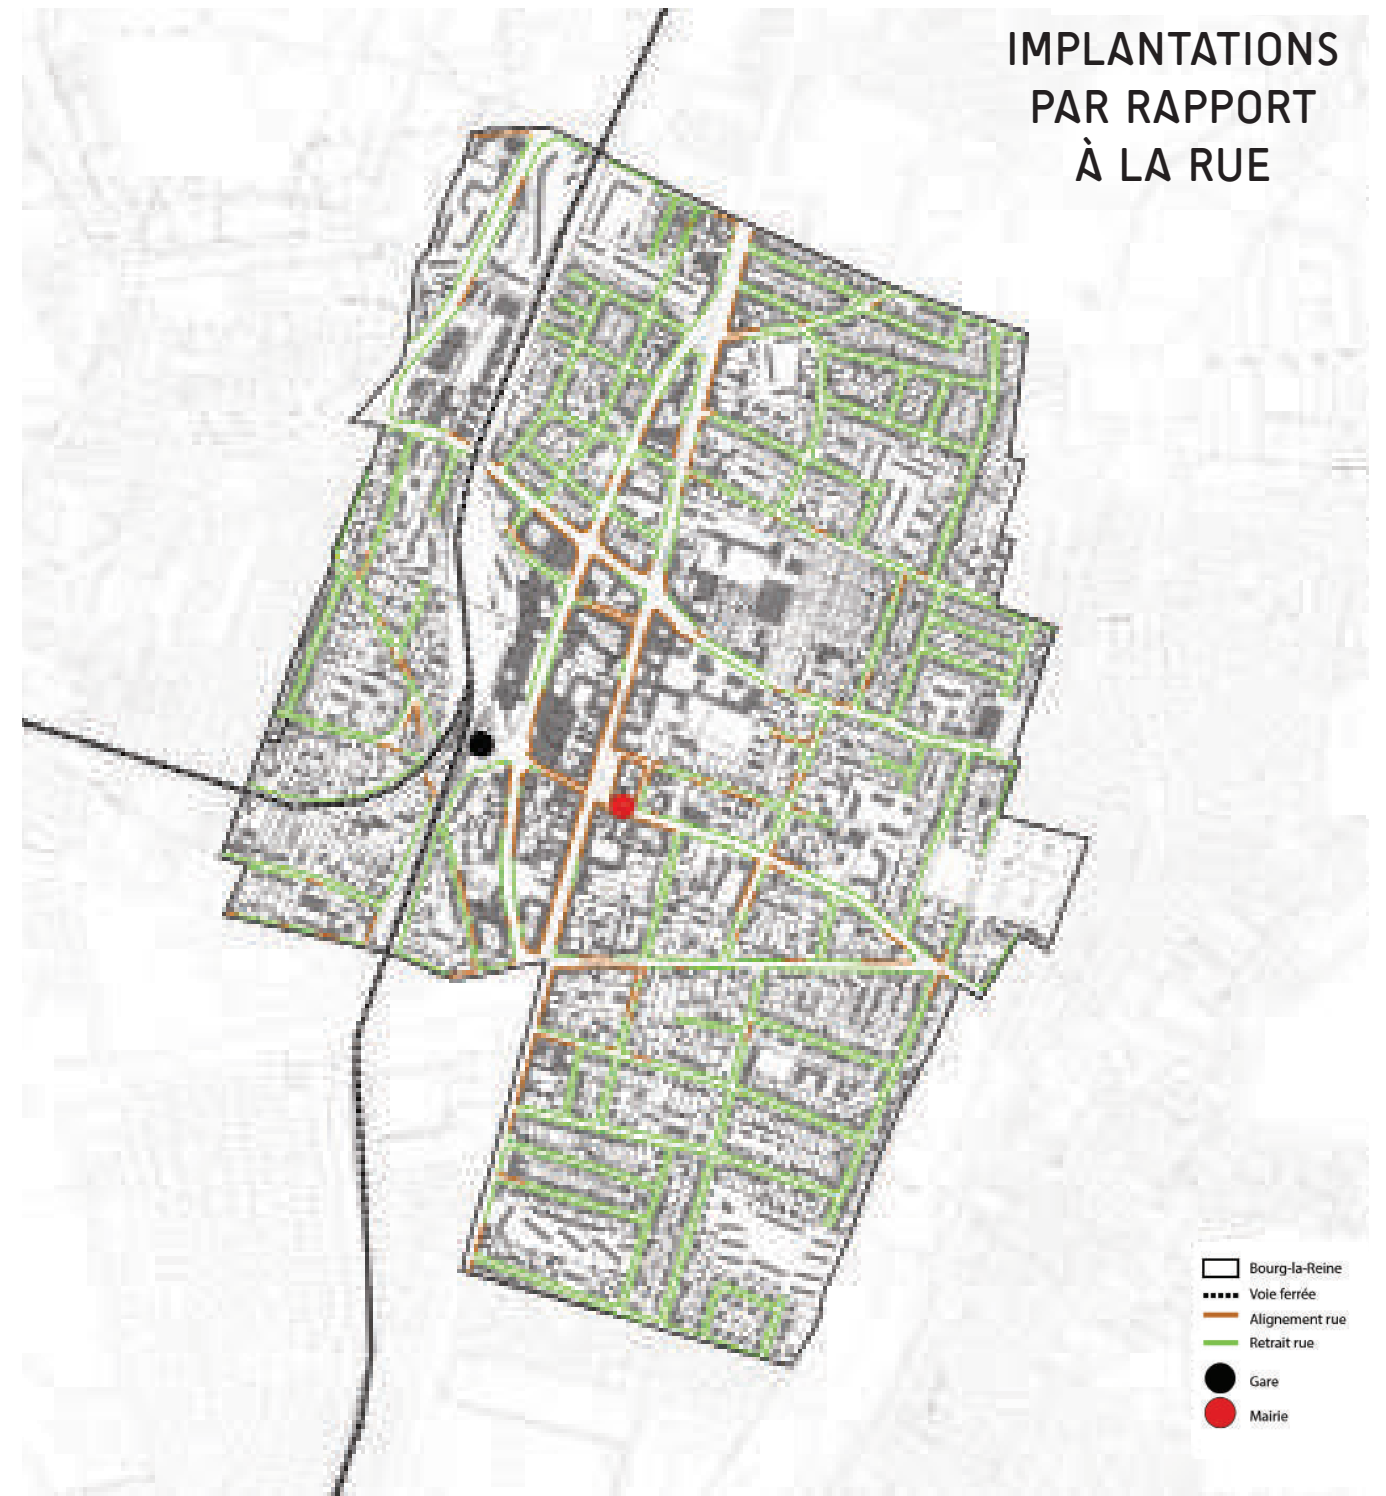 IMPLANTATIONS
PAR RAPPORT
À LA RUE
Bourg-la-Reine
Voie ferrée
Alignement rue
Retrait rue
Gare
Mairie